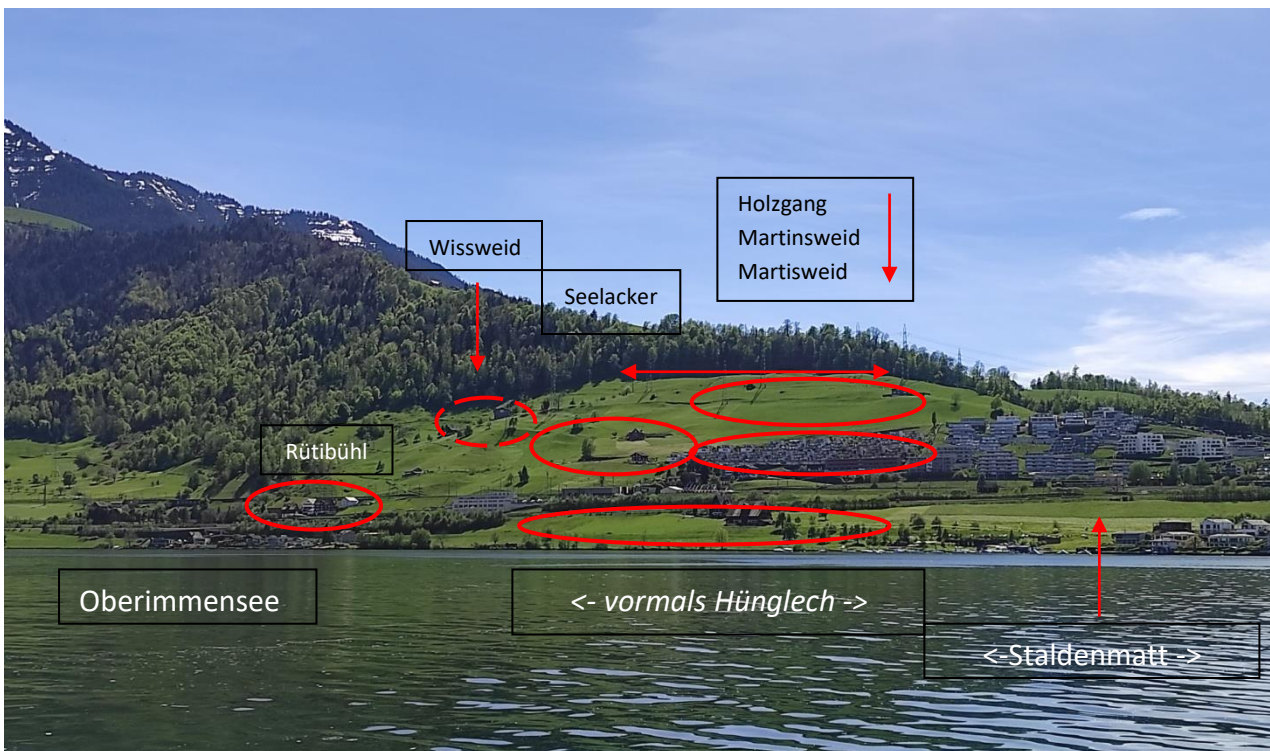 Holzgang
Martinsweid
Martisweid
Wissweid
Seelacker
Rütibühl
Oberimmensee
<- vormals Hünglech ->
<-Staldenmatt ->